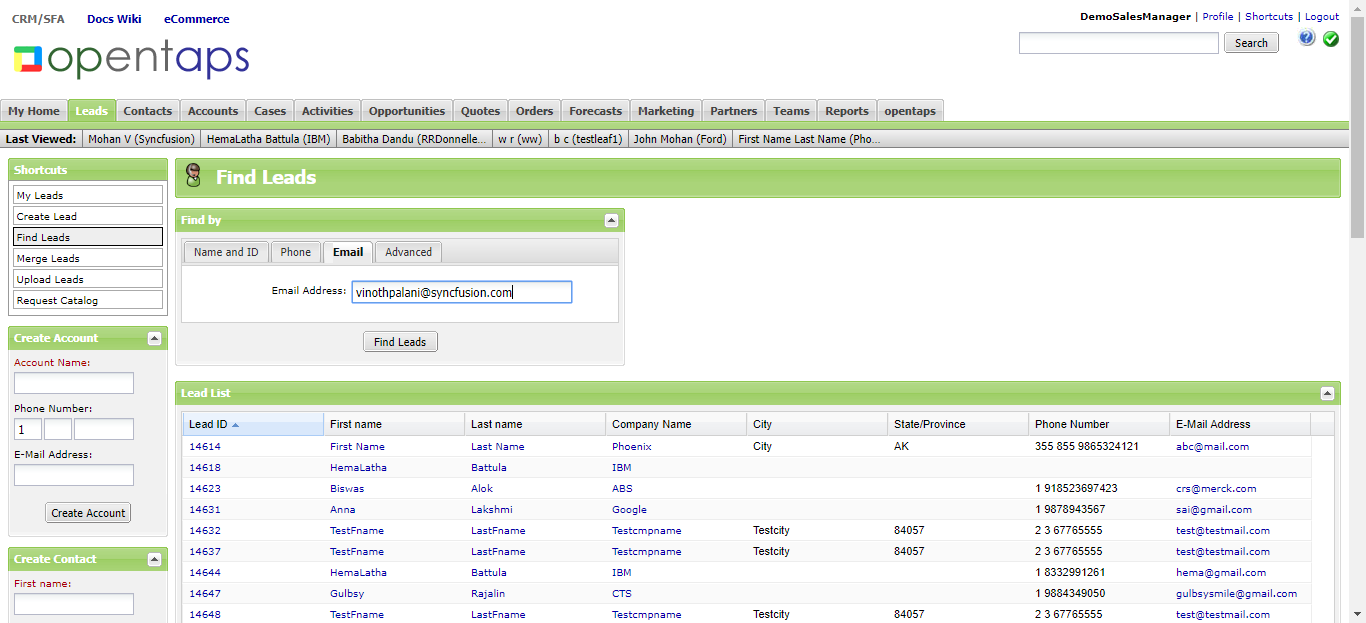 CRM/SFA Docs Wiki eCommerce
DemoSalesManager | Profile | Shortcuts | Logout
opentaps
Search
My Home Leads Contacts Accounts Cases Activities Opportunities Quotes Orders Forecasts Marketing Partners Teams Reports opentaps
Last Viewed: Mohan V (Syncfusion) HemaLatha Battula (IBM) Babitha Dandu (RRDonnelle... w r (ww) b c (testleaf1) John Mohan (Ford) First Name Last Name (Pho...
Shortcuts
My Leads
Create Lead
Find Leads
Merge Leads
Upload Leads
Request Catalog
Create Account
Account Name:
Phone Number:
1
E-Mail Address:
Create Account
Create Contact
First name:
Find Leads
Find by
Name and ID Phone Email Advanced
Email Address: vinothpalani@syncfusion.com
Find Leads
Lead List
Lead ID First name Last name Company Name City State/Province Phone Number E-Mail Address
14614 First Name Last Name Phoenix City AK 355 855 9865324121 abc@mail.com
14618 HemaLatha Battula IBM
14623 Biswas Alok ABS 1 918523697423 crs@merck.com
14631 Anna Lakshmi Google 1 9878943567 sai@gmail.com
14632 TestFname LastFName Testcmpname Testcity 84057 2 3 67765555 test@testmail.com
14637 TestFname LastFName Testcmpname Testcity 84057 2 3 67765555 test@testmail.com
14644 HemaLatha Battula IBM 1 8332991261 hema@gmail.com
14647 Gulbsy Rajalin CTS 1 9884349050 gulbsysmile@gmail.com
14648 TestFname LastFName Testcmpname Testcity 84057 2 3 67765555 test@testmail.com